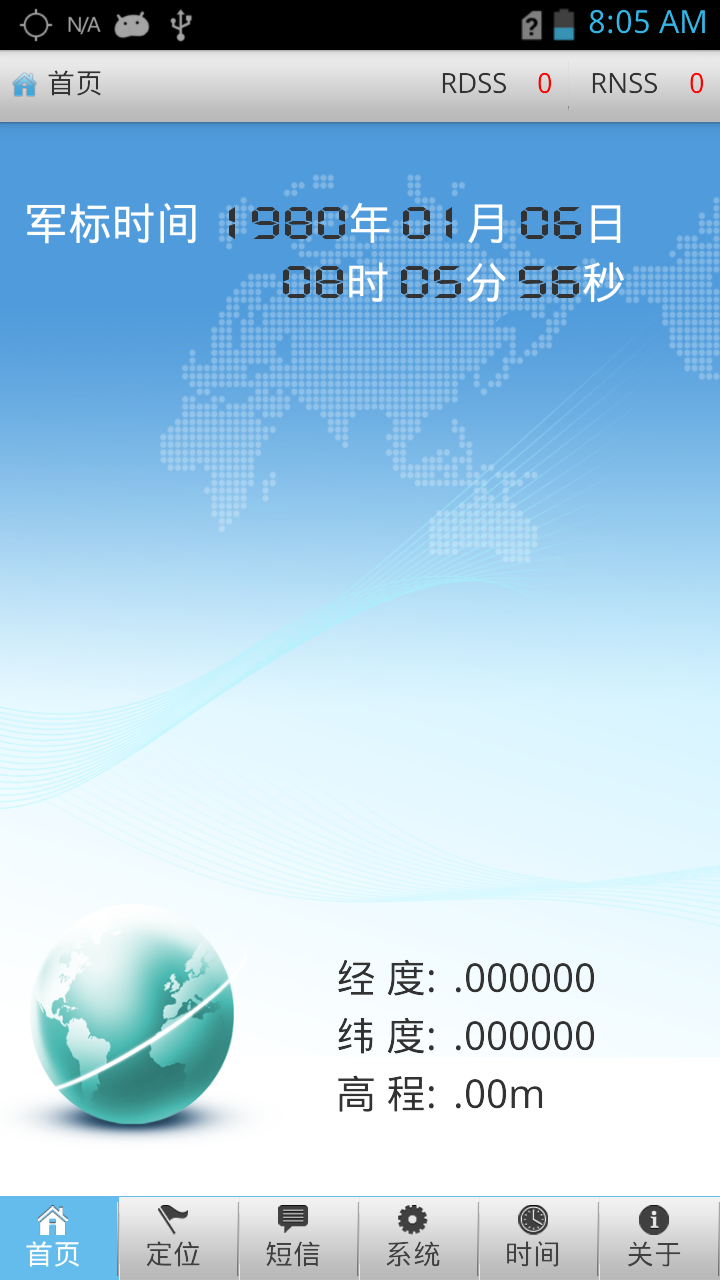 N/A 8:05 AM
首页 RDSS 0 RNSS 0
军标时间 1980年01月06日
08时05分56秒
经 度: .000000
纬 度: .000000
高 程: .00m
首页 定位 短信 系统 时间 关于